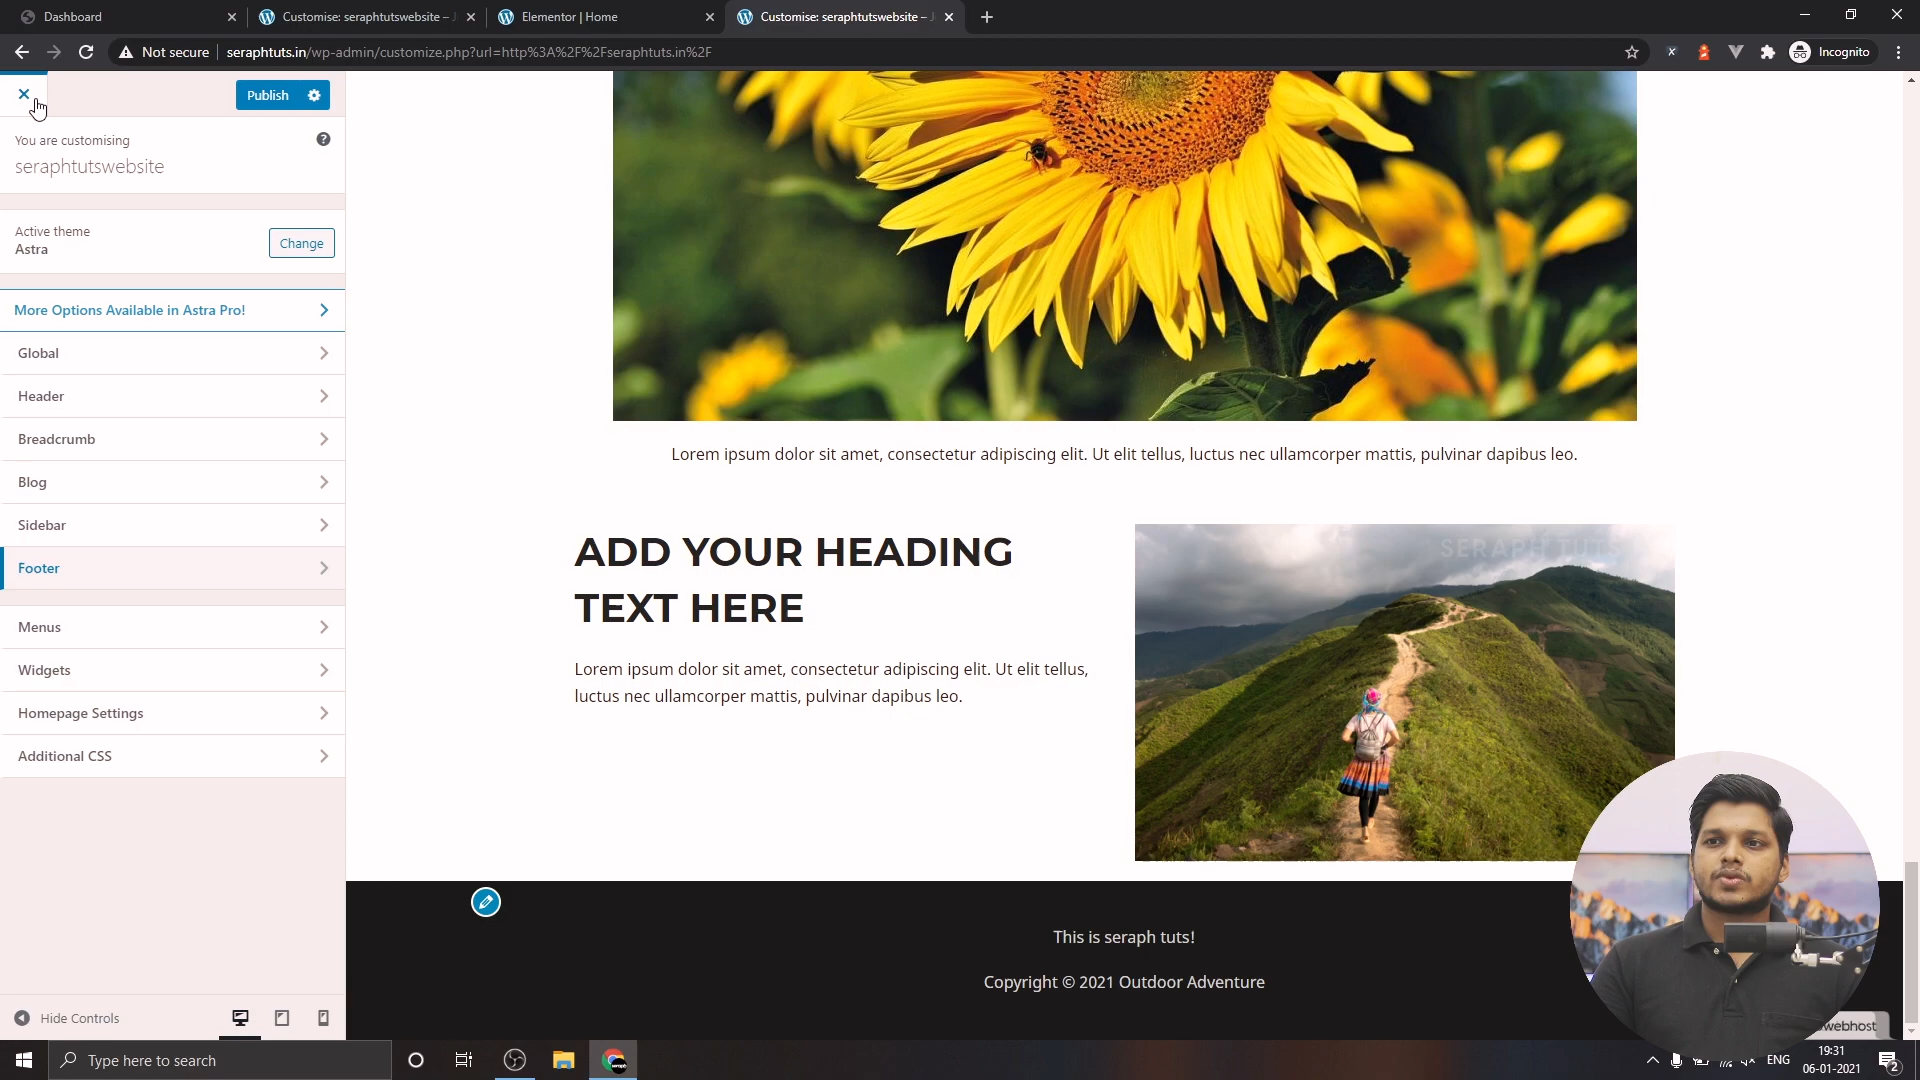 Dashboard
Customise: seraphtutswebsite – J
Elementor | Home
Customise: seraphtutswebsite – J
Not secure
seraphtuts.in/wp-admin/customize.php?url=http%3A%2F%2Fseraphtuts.in%2F
Incognito
Publish
You are customising
seraphtutswebsite
Active theme
Astra
Change
More Options Available in Astra Pro!
Global
Header
Breadcrumb
Blog
Sidebar
Footer
Menus
Widgets
Homepage Settings
Additional CSS
Hide Controls
Lorem ipsum dolor sit amet, consectetur adipiscing elit. Ut elit tellus, luctus nec ullamcorper mattis, pulvinar dapibus leo.
ADD YOUR HEADING
TEXT HERE
Lorem ipsum dolor sit amet, consectetur adipiscing elit. Ut elit tellus,
luctus nec ullamcorper mattis, pulvinar dapibus leo.
SERAPH TUTS
This is seraph tuts!
Copyright © 2021 Outdoor Adventure
webhost
Type here to search
ENG
19:31
06-01-2021
2